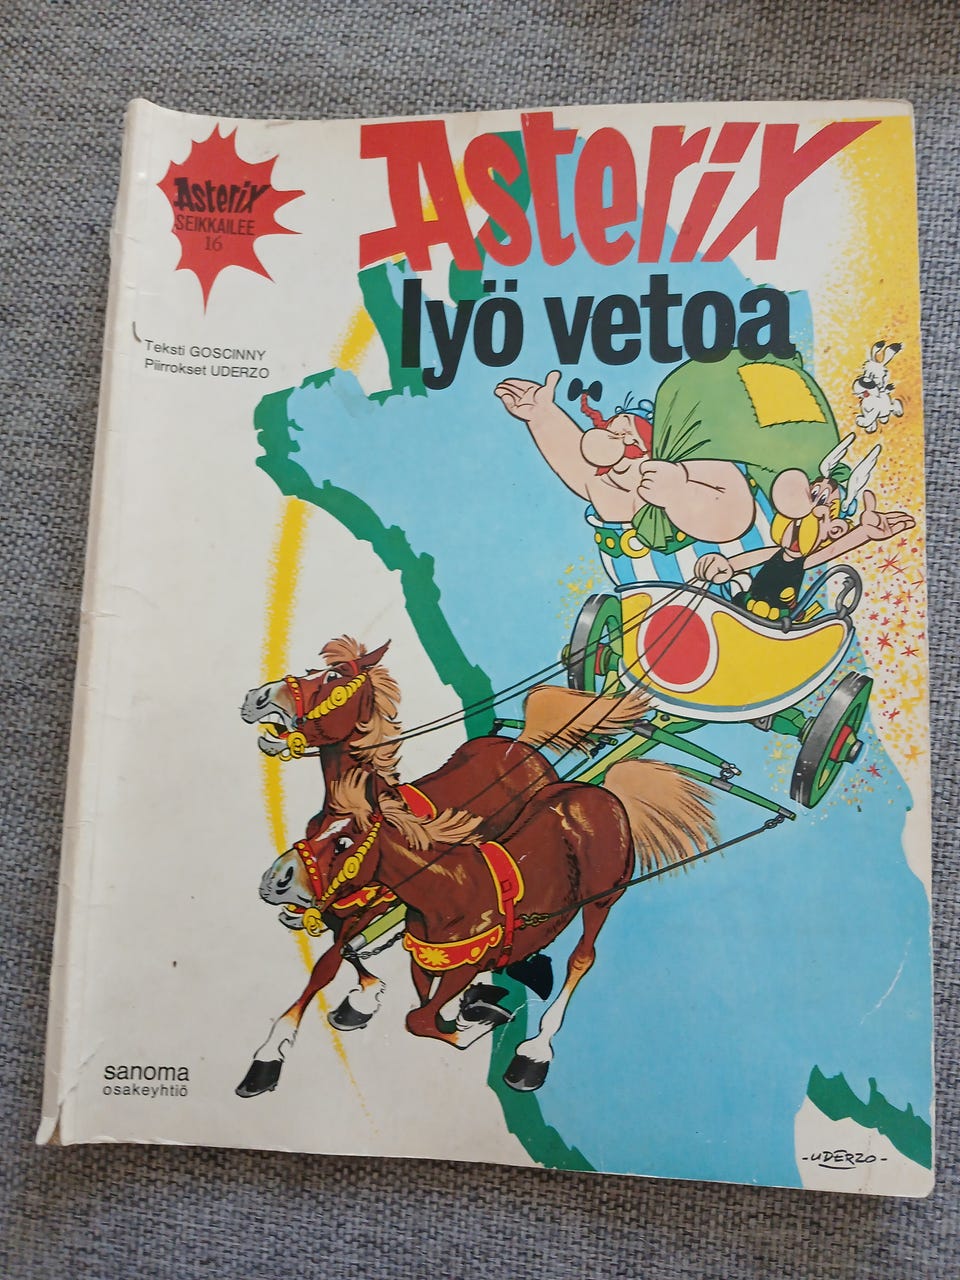 Asterix
SEIKKAILEE
16
Asterix
lyö vetoa
Teksti GOSCINNY
Piirrokset UDERZO
sanoma
osakeyhtiö
-UDERZO-